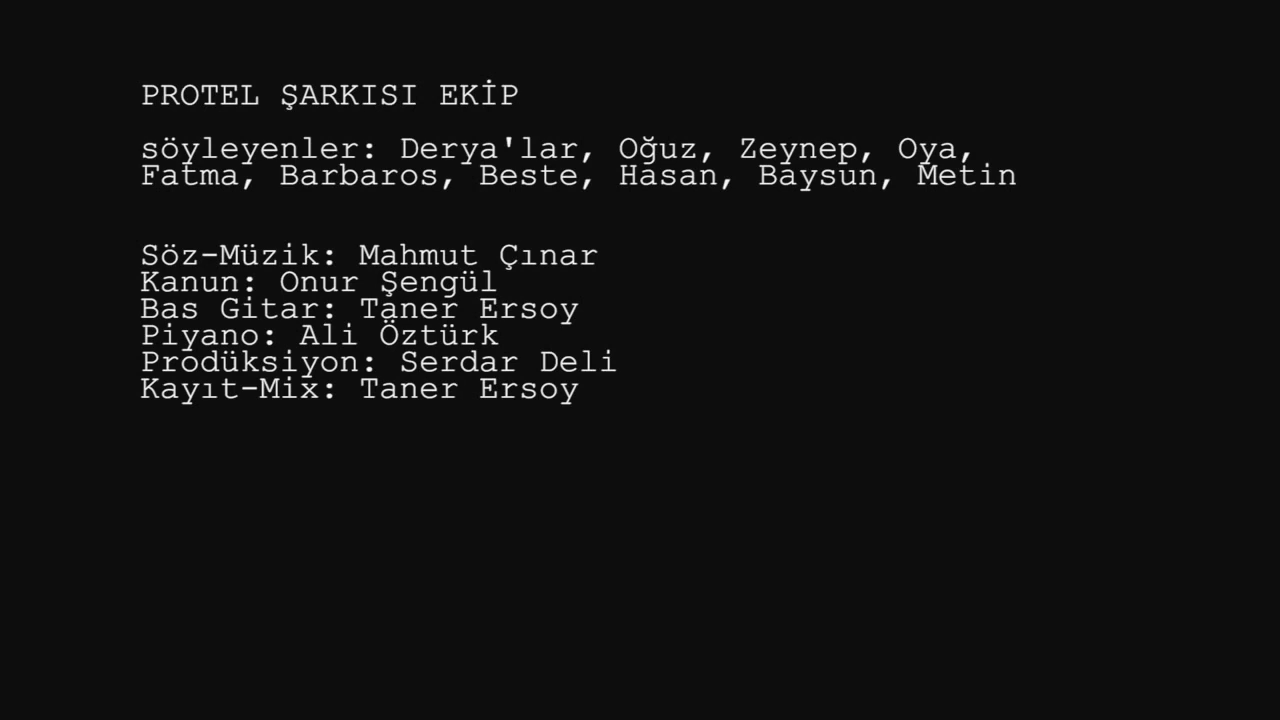 PROTEL ŞARKISI EKİP
söyleyenler: Derya'lar, Oğuz, Zeynep, Oya,
Fatma, Barbaros, Beste, Hasan, Baysun, Metin
Söz-Müzik: Mahmut Çınar
Kanun: Onur Şengül
Bas Gitar: Taner Ersoy
Piyano: Ali Öztürk
Prodüksiyon: Serdar Deli
Kayıt-Mix: Taner Ersoy